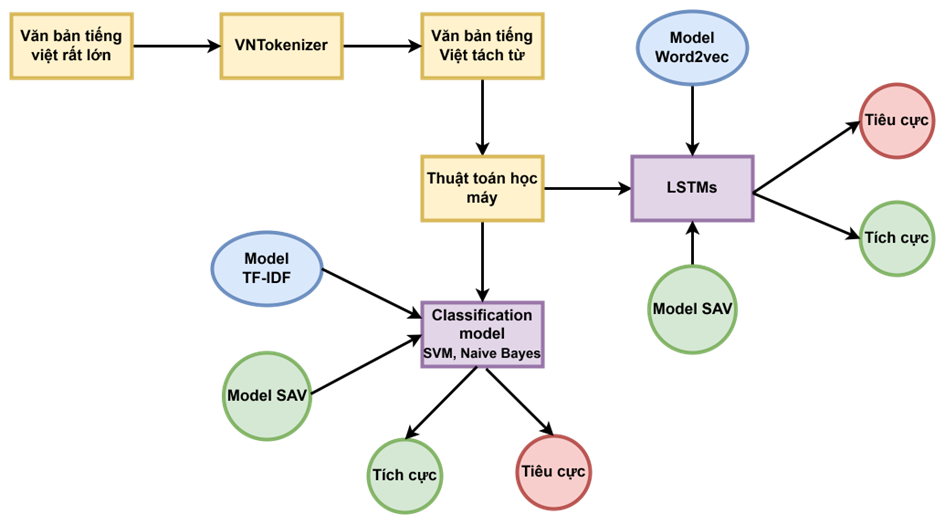 Văn bản tiếng
việt rất lớn
VNTokenizer
Văn bản tiếng
Việt tách từ
Model
Word2vec
Tiêu cực
Thuật toán học
máy
LSTMs
Tích cực
Model
TF-IDF
Model SAV
Classification
model
SVM, Naive Bayes
Model SAV
Tích cực
Tiêu cực